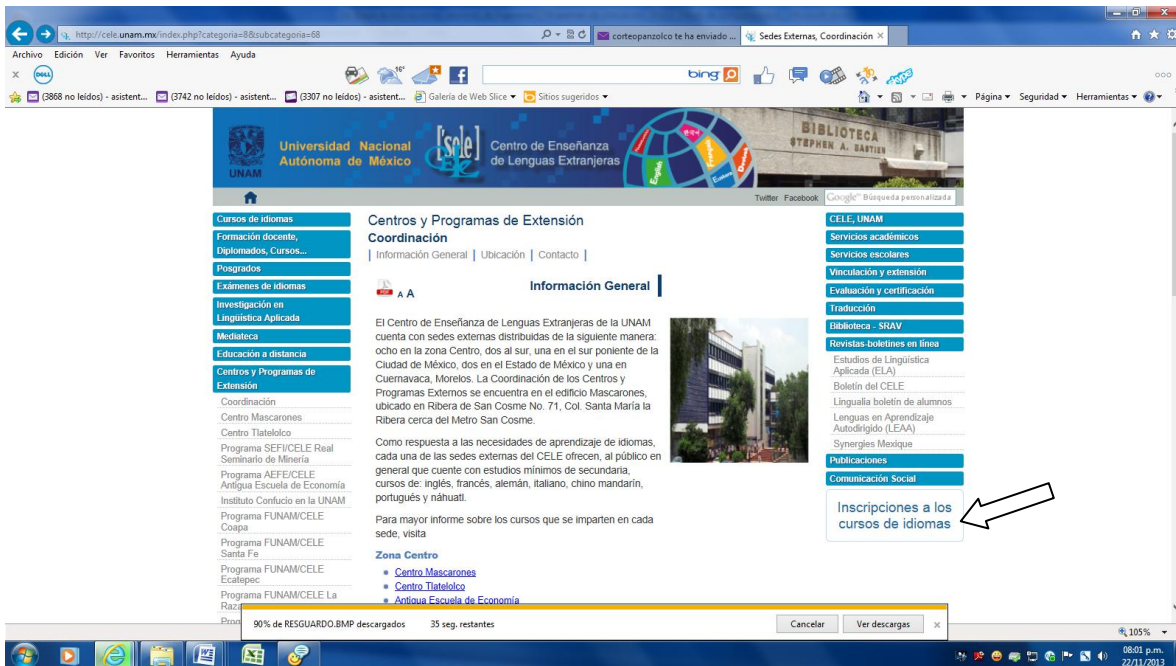 http://cele.unam.mx/index.php?categoria=8&subcategoria=68
corteopanzolco te ha enviado ...
Sedes Externas, Coordinación
Archivo Edición Ver Favoritos Herramientas Ayuda
DELL
16°
bing
(3868 no leídos) - asistent...
(3742 no leídos) - asistent...
(3307 no leídos) - asistent...
Galería de Web Slice
Sitios sugeridos
Página
Seguridad
Herramientas
UNAM
Universidad Nacional
Autónoma de México
['sele]
Centro de Enseñanza
de Lenguas Extranjeras
English
Français
Euskera
BIBLIOTECA
STEPHEN A. BASTIEN
Twitter Facebook
Google™ Búsqueda personalizada
Cursos de idiomas
Formación docente,
Diplomados, Cursos...
Posgrados
Exámenes de idiomas
Investigación en
Lingüística Aplicada
Mediateca
Educación a distancia
Centros y Programas de
Extensión
Coordinación
Centro Mascarones
Centro Tlatelolco
Programa SEFI/CELE Real
Seminario de Minería
Programa AEFE/CELE
Antigua Escuela de Economía
Instituto Confucio en la UNAM
Programa FUNAM/CELE
Coapa
Programa FUNAM/CELE
Santa Fe
Programa FUNAM/CELE
Ecatepec
Programa FUNAM/CELE La
Centros y Programas de Extensión
Coordinación
| Información General | Ubicación | Contacto |
PDF A A
Información General
El Centro de Enseñanza de Lenguas Extranjeras de la UNAM
cuenta con sedes externas distribuidas de la siguiente manera:
ocho en la zona Centro, dos al sur, una en el sur poniente de la
Ciudad de México, dos en el Estado de México y una en
Cuernavaca, Morelos. La Coordinación de los Centros y
Programas Externos se encuentra en el edificio Mascarones,
ubicado en Ribera de San Cosme No. 71, Col. Santa María la
Ribera cerca del Metro San Cosme.
Como respuesta a las necesidades de aprendizaje de idiomas,
cada una de las sedes externas del CELE ofrecen, al público en
general que cuente con estudios mínimos de secundaria,
cursos de: inglés, francés, alemán, italiano, chino mandarín,
portugués y náhuatl.
Para mayor informe sobre los cursos que se imparten en cada
sede, visita
Zona Centro
Centro Mascarones
Centro Tlatelolco
Antigua Escuela de Economía
CELE, UNAM
Servicios académicos
Servicios escolares
Vinculación y extensión
Evaluación y certificación
Traducción
Biblioteca - SRAV
Revistas-boletines en línea
Estudios de Lingüística
Aplicada (ELA)
Boletín del CELE
Lingualia boletín de alumnos
Lenguas en Aprendizaje
Autodirigido (LEAA)
Synergies Mexique
Publicaciones
Comunicación Social
Inscripciones a los
cursos de idiomas
90% de RESGUARDO.BMP descargados 35 seg. restantes
Cancelar
Ver descargas
105%
08:01 p.m.
22/11/2013